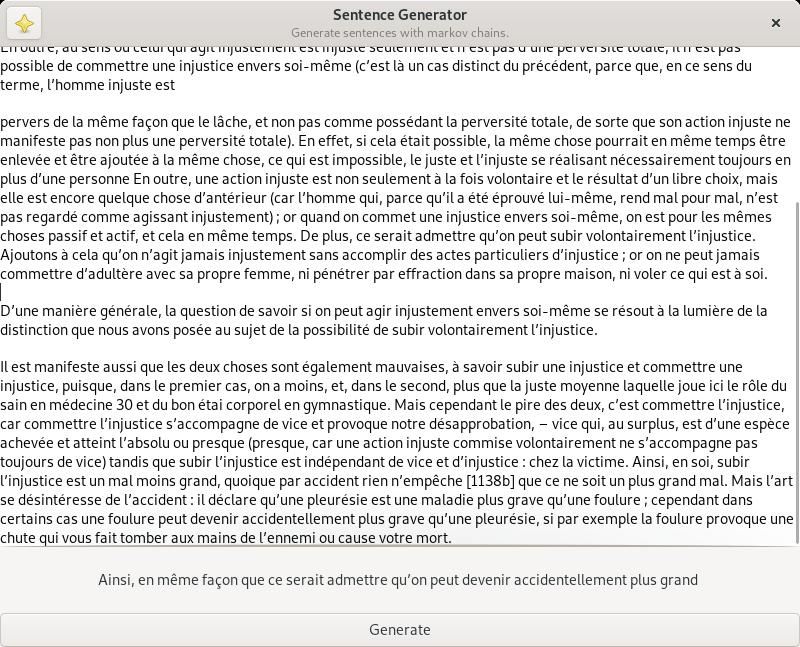 Sentence Generator
Generate sentences with markov chains.
En outre, au sens où celui qui agit injustement est injuste seulement et n'est pas d'une perversité totale, il n'est pas
possible de commettre une injustice envers soi-même (c'est là un cas distinct du précédent, parce que, en ce sens du
terme, l'homme injuste est
pervers de la même façon que le lâche, et non pas comme possédant la perversité totale, de sorte que son action injuste ne
manifeste pas non plus une perversité totale). En effet, si cela était possible, la même chose pourrait en même temps être
enlevée et être ajoutée à la même chose, ce qui est impossible, le juste et l'injuste se réalisant nécessairement toujours en
plus d'une personne En outre, une action injuste est non seulement à la fois volontaire et le résultat d'un libre choix, mais
elle est encore quelque chose d'antérieur (car l'homme qui, parce qu'il a été éprouvé lui-même, rend mal pour mal, n'est
pas regardé comme agissant injustement) ; or quand on commet une injustice envers soi-même, on est pour les mêmes
choses passif et actif, et cela en même temps. De plus, ce serait admettre qu'on peut subir volontairement l'injustice.
Ajoutons à cela qu'on n'agit jamais injustement sans accomplir des actes particuliers d'injustice ; or on ne peut jamais
commettre d'adultère avec sa propre femme, ni pénétrer par effraction dans sa propre maison, ni voler ce qui est à soi.
D'une manière générale, la question de savoir si on peut agir injustement envers soi-même se résout à la lumière de la
distinction que nous avons posée au sujet de la possibilité de subir volontairement l'injustice.
Il est manifeste aussi que les deux choses sont également mauvaises, à savoir subir une injustice et commettre une
injustice, puisque, dans le premier cas, on a moins, et, dans le second, plus que la juste moyenne laquelle joue ici le rôle du
sain en médecine 30 et du bon étai corporel en gymnastique. Mais cependant le pire des deux, c'est commettre l'injustice,
car commettre l'injustice s'accompagne de vice et provoque notre désapprobation, – vice qui, au surplus, est d'une espèce
achevée et atteint l'absolu ou presque (presque, car une action injuste commise volontairement ne s'accompagne pas
toujours de vice) tandis que subir l'injustice est indépendant de vice et d'injustice : chez la victime. Ainsi, en soi, subir
l'injustice est un mal moins grand, quoique par accident rien n'empêche [1138b] que ce ne soit un plus grand mal. Mais l'art
se désintéresse de l'accident : il déclare qu'une pleurésie est une maladie plus grave qu'une foulure ; cependant dans
certains cas une foulure peut devenir accidentellement plus grave qu'une pleurésie, si par exemple la foulure provoque une
chute qui vous fait tomber aux mains de l'ennemi ou cause votre mort.
Ainsi, en même façon que ce serait admettre qu'on peut devenir accidentellement plus grand
Generate